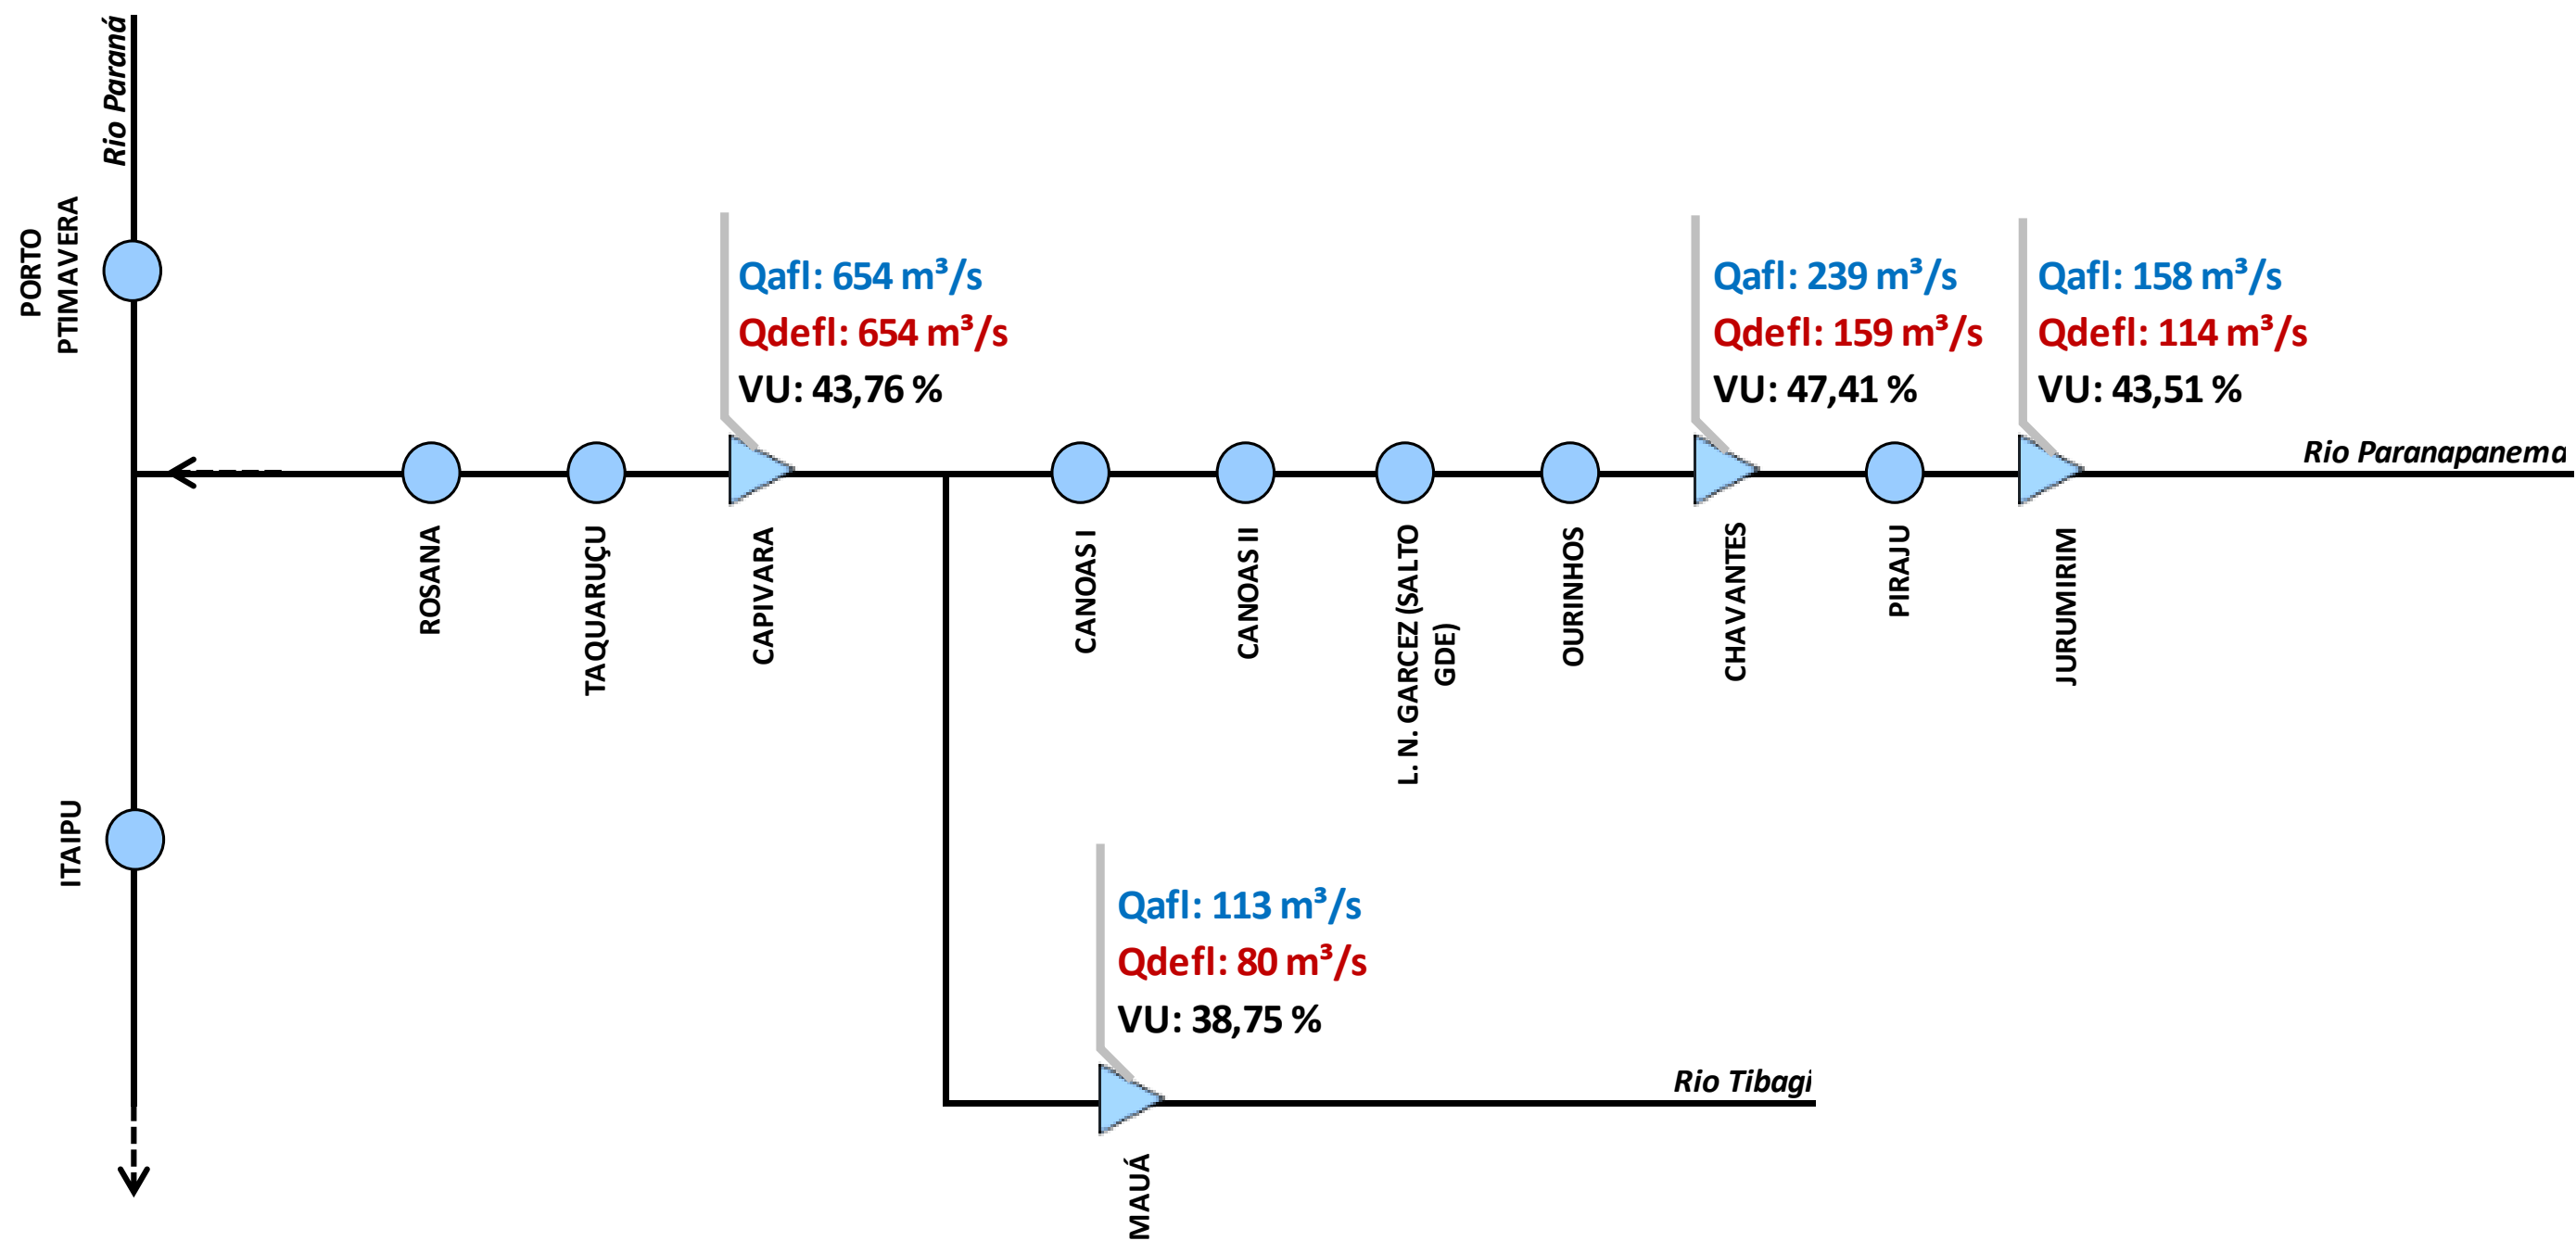 Rio Paraná
PORTO
PTIMAVERA
Qafl: 654 m³/s
Qdefl: 654 m³/s
VU: 43,76 %
Qafl: 239 m³/s
Qdefl: 159 m³/s
VU: 47,41 %
Qafl: 158 m³/s
Qdefl: 114 m³/s
VU: 43,51 %
Rio Paranapanema
ROSANA
TAQUARUÇU
CAPIVARA
CANOAS I
CANOAS II
L. N. GARCEZ (SALTO
GDE)
OURINHOS
CHAVANTES
PIRAJU
JURUMIRIM
ITAIPU
Qafl: 113 m³/s
Qdefl: 80 m³/s
VU: 38,75 %
Rio Tibagi
MAUÁ